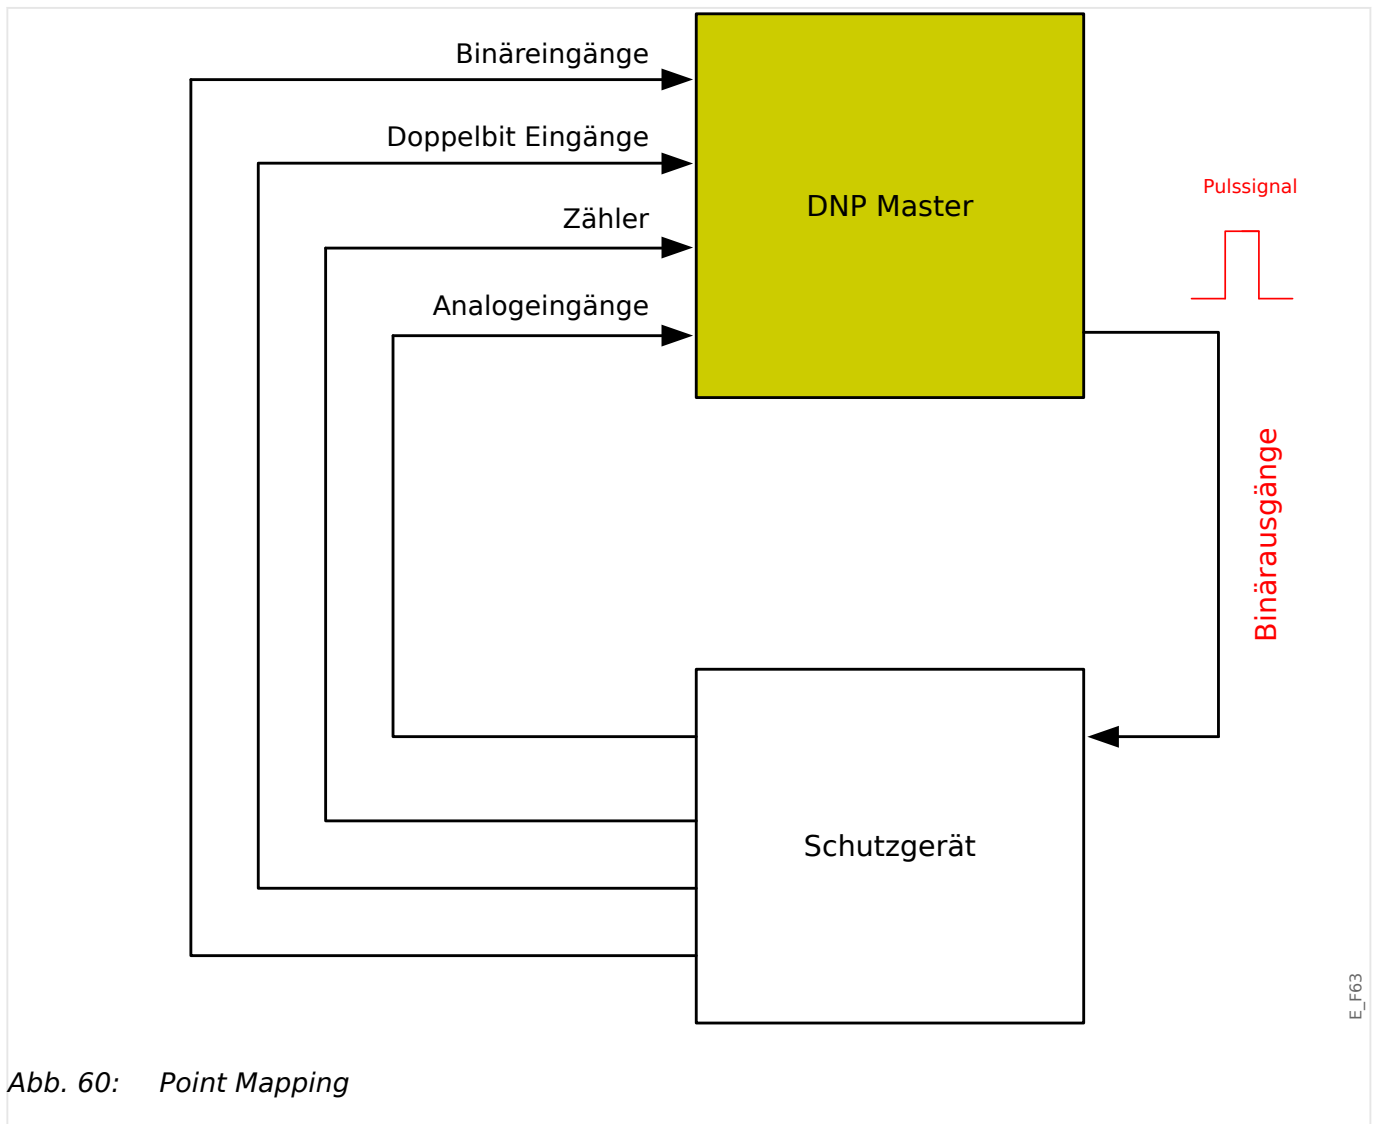 Binäreingänge
Doppelbit Eingänge
Zähler
Analogeingänge
DNP Master
Pulssignal
Binärausgänge
Schutzgerät
E_F63
Abb. 60: Point Mapping